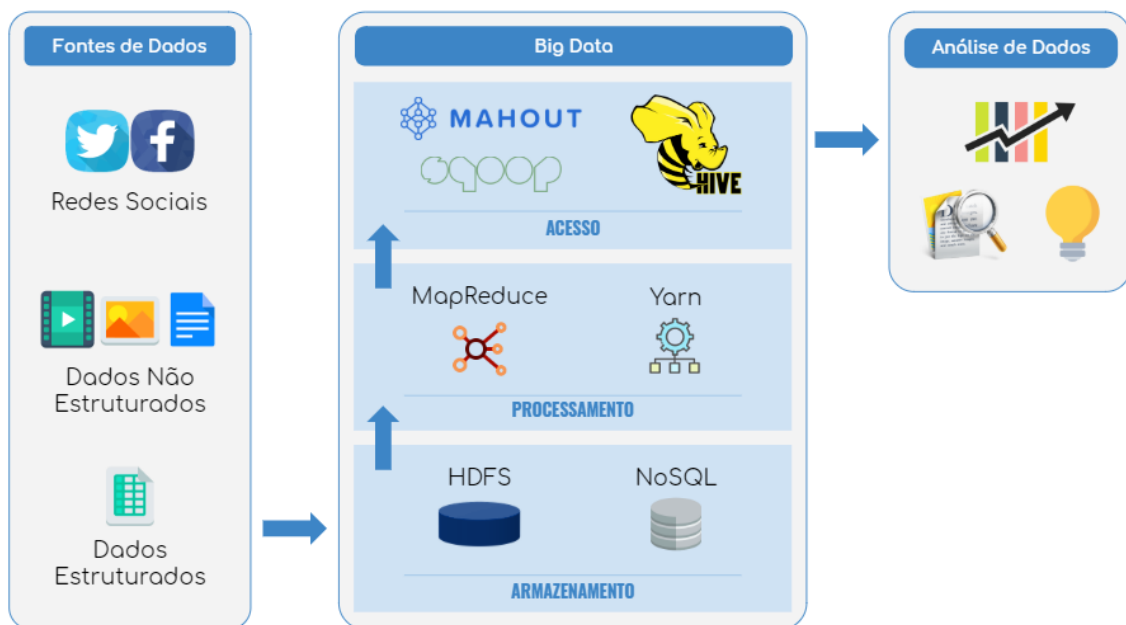 Fontes de Dados
Redes Sociais
Dados Não
Estruturados
Dados
Estruturados
Big Data
MAHOUT
sqoop
HIVE
ACESSO
MapReduce
Yarn
PROCESSAMENTO
HDFS
NoSQL
ARMAZENAMENTO
Análise de Dados